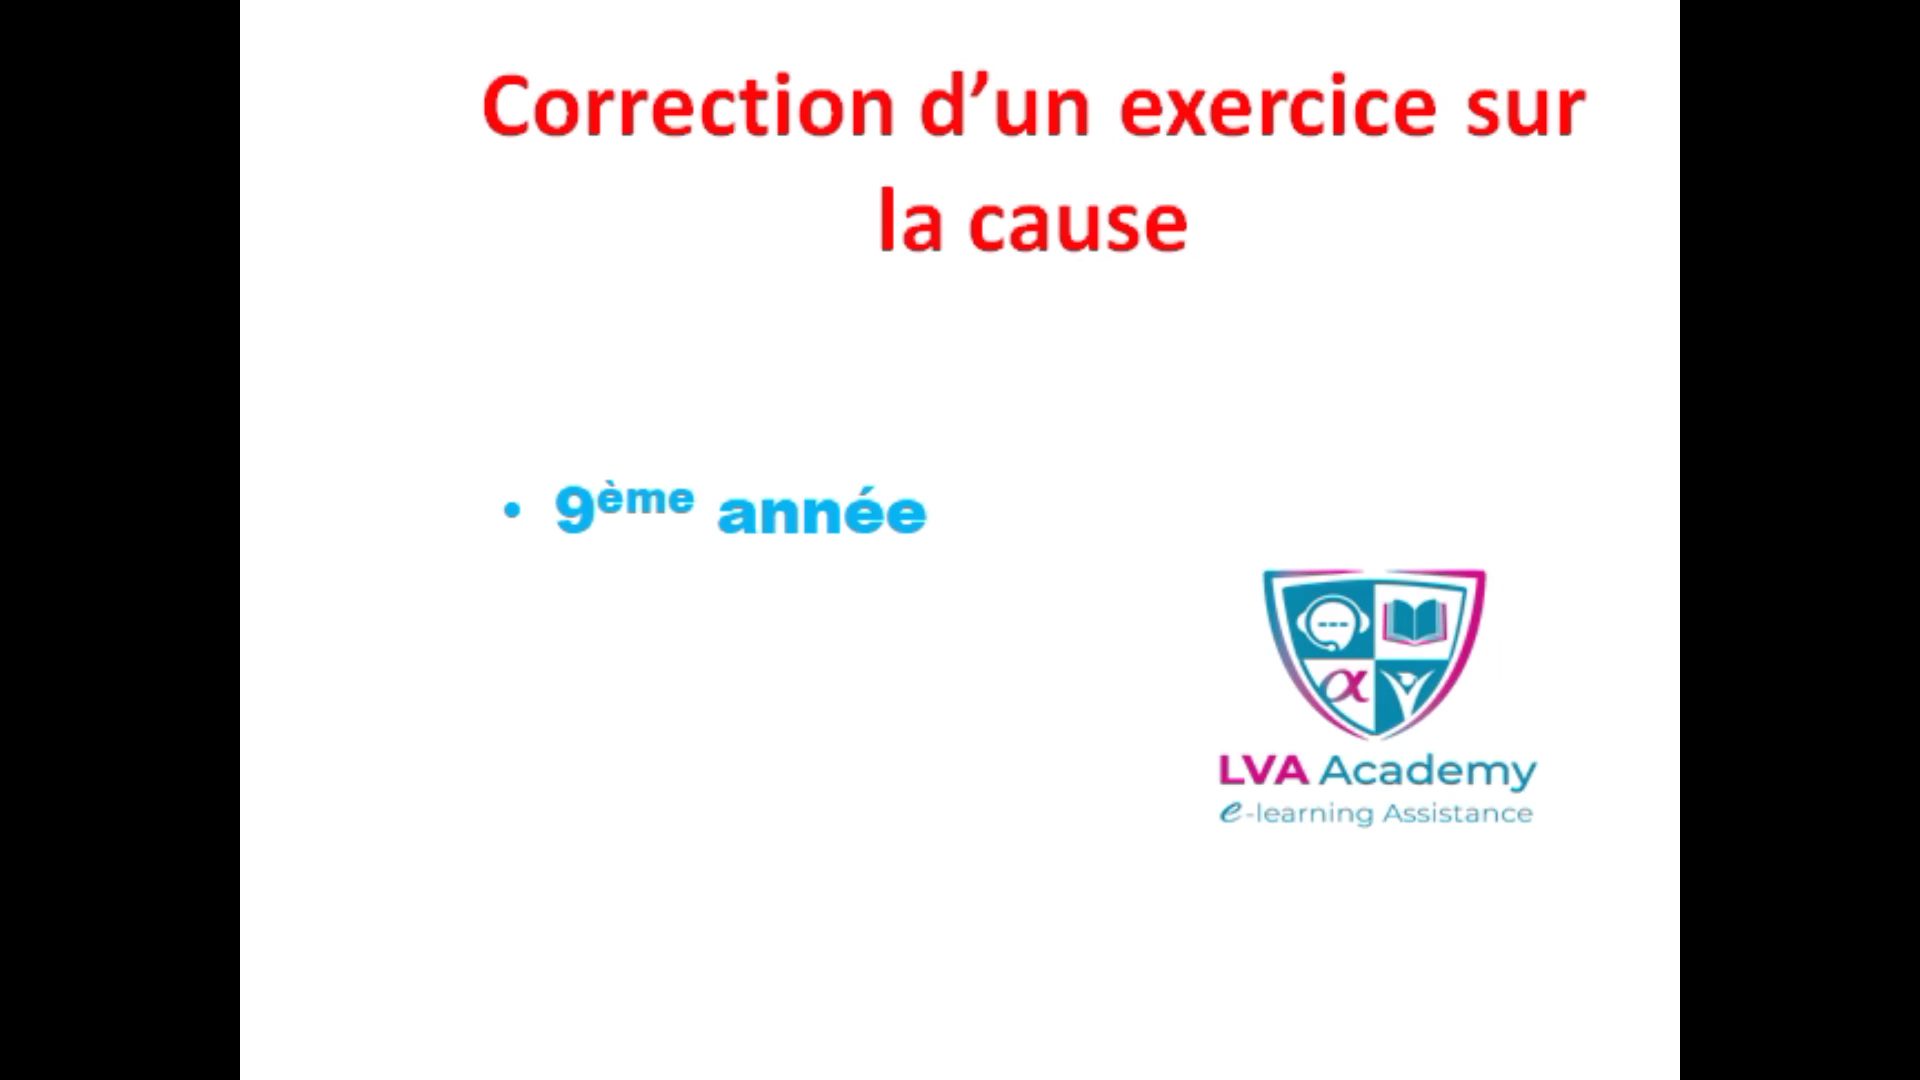 Correction d’un exercice sur
la cause
• 9ème année
α
LVA Academy
e-learning Assistance